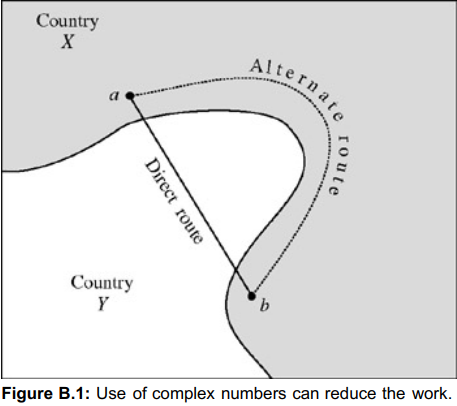 Country
X
a
Alternate route
Direct route
Country
Y
b
Figure B.1: Use of complex numbers can reduce the work.